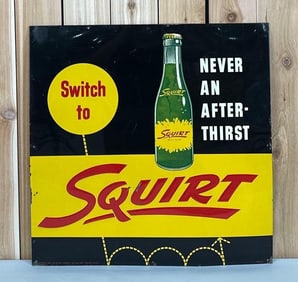 Switch
to
NEVER
AN
AFTER-
THIRST
SQUIRT
SQUIRT
SQUIRT